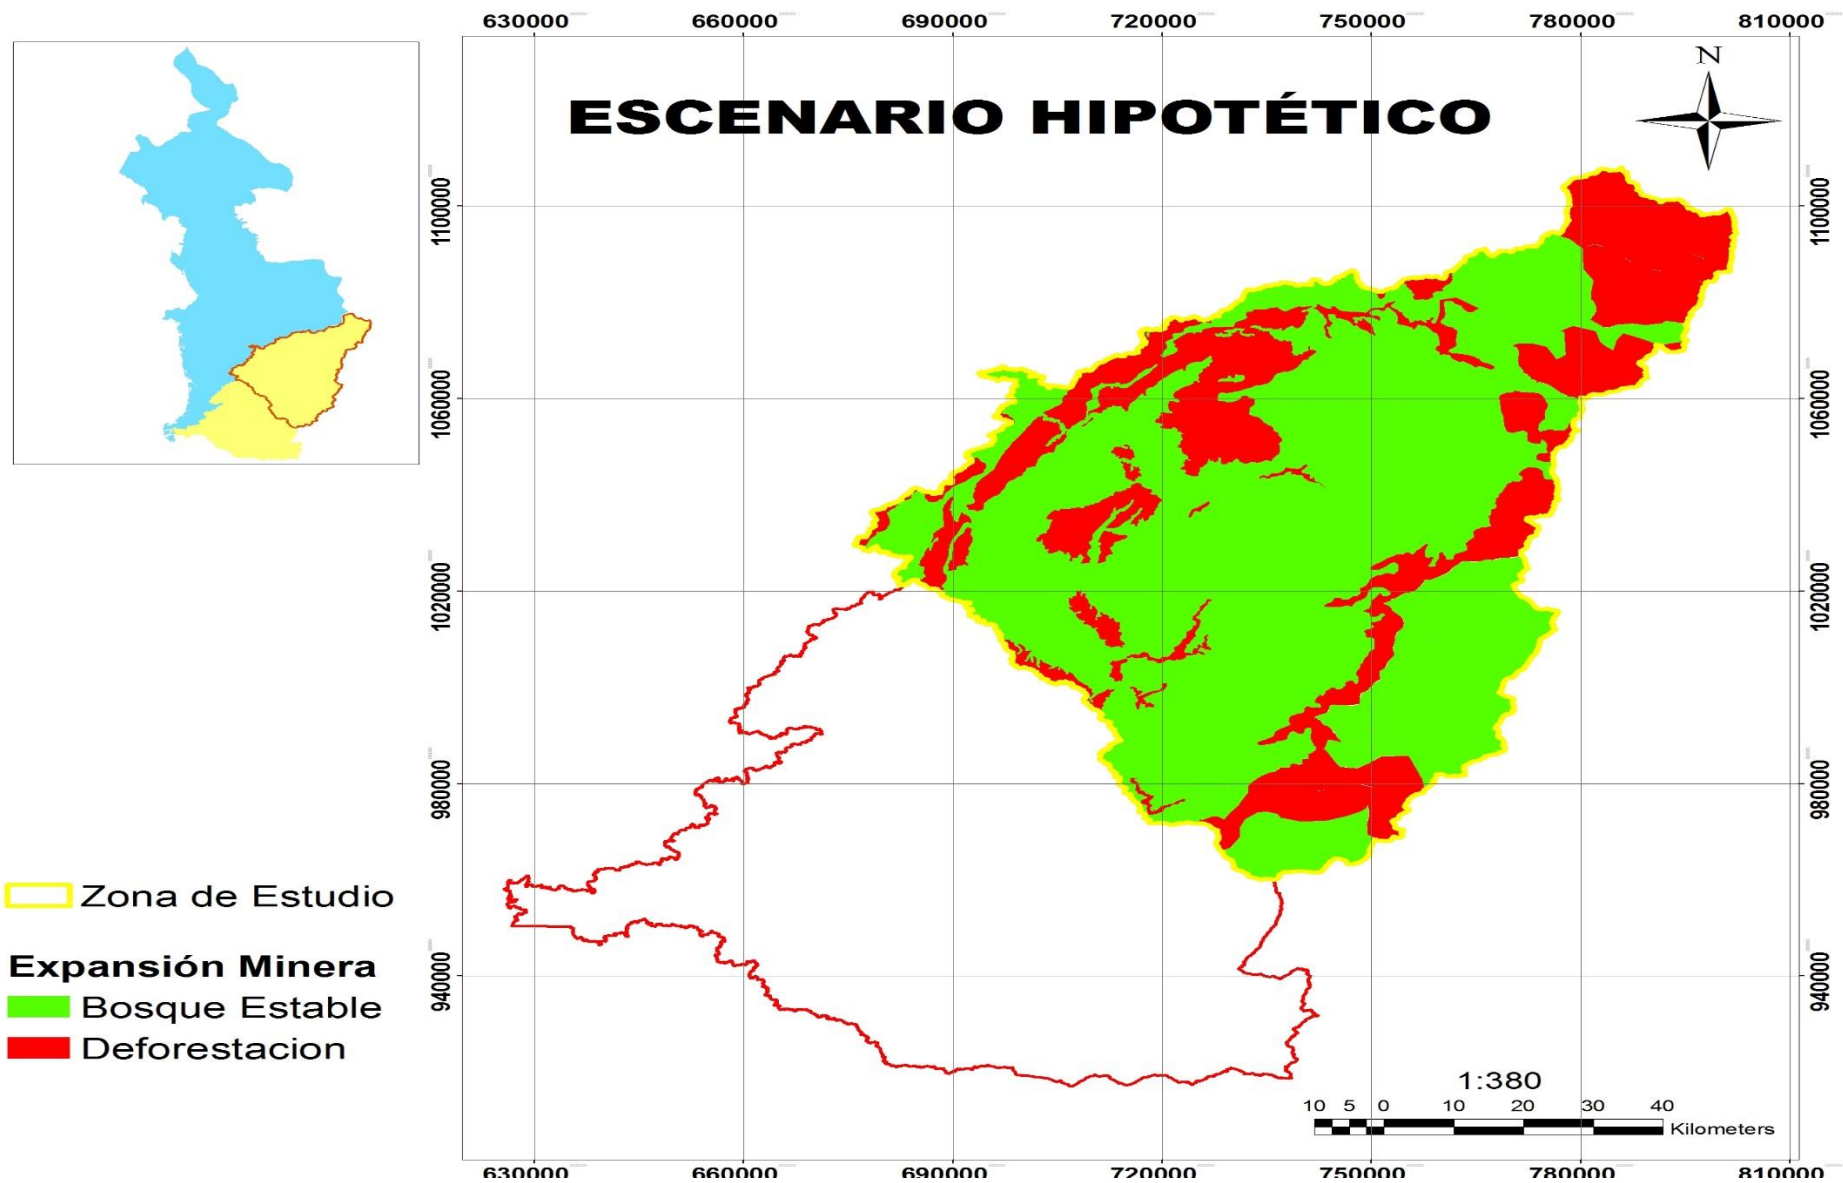 630000 660000 690000 720000 750000 780000 810000
N
ESCENARIO HIPOTÉTICO
1100000 1100000
1060000 1060000
1020000 1020000
980000 980000
940000 940000
Zona de Estudio
Expansión Minera
Bosque Estable
Deforestacion
1:380
10 5 0 10 20 30 40
Kilometers
630000 660000 690000 720000 750000 780000 810000